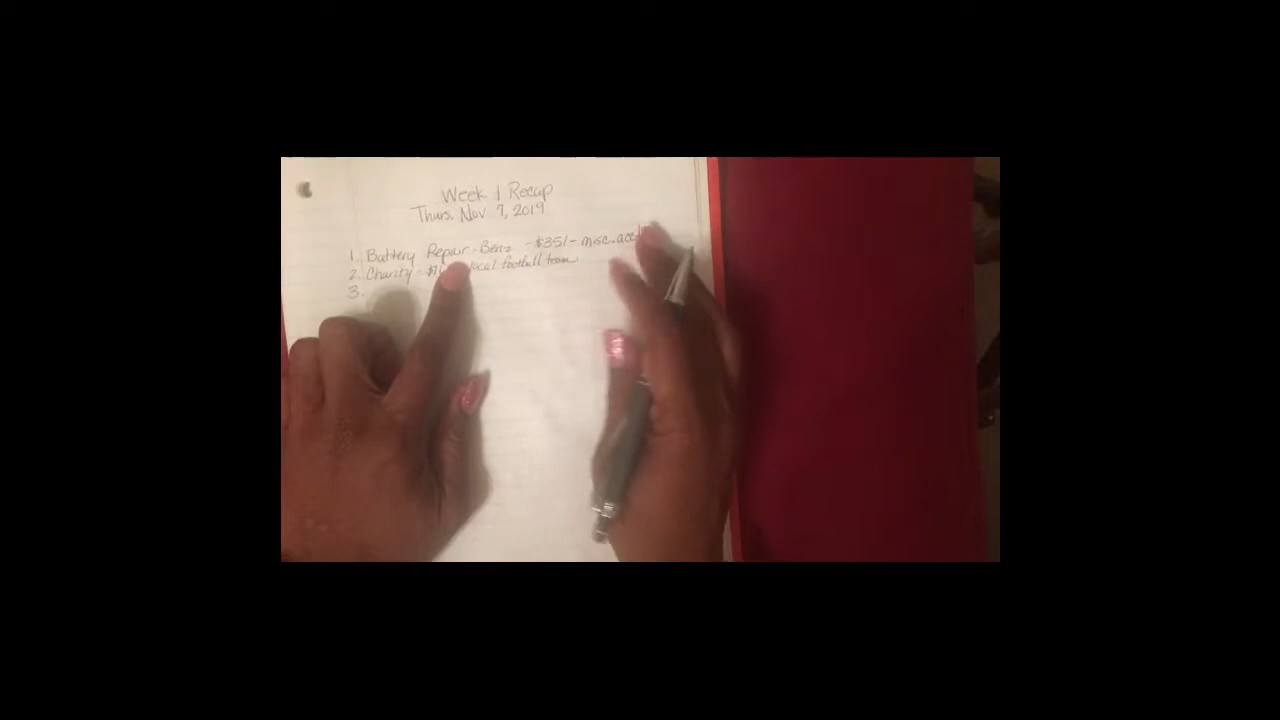 Week 1 Recap
Thurs. Nov 7, 2019
1. Battery Repair - Benz - $351 - misc. acct
2. Charity - local football team
3.